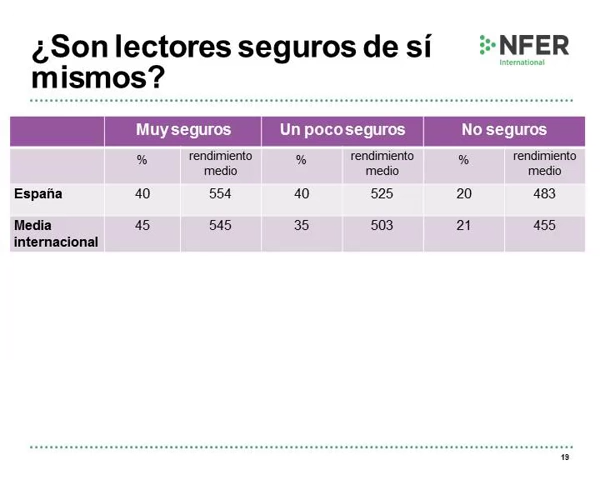 ¿Son lectores seguros de sí
mismos?
NFER
International
Muy seguros Un poco seguros No seguros
% rendimiento medio % rendimiento medio % rendimiento medio
España 40 554 40 525 20 483
Media internacional 45 545 35 503 21 455
19